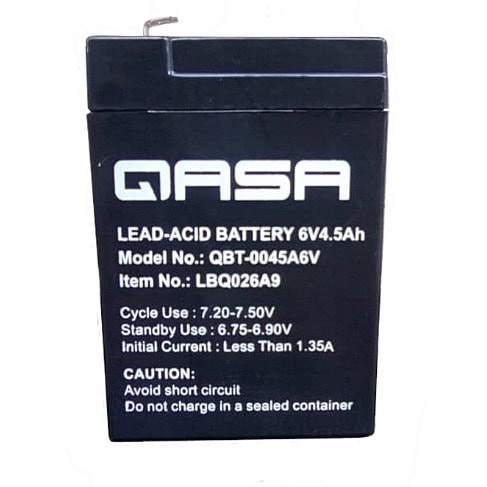 QASA
LEAD-ACID BATTERY 6V4.5Ah
Model No.: QBT-0045A6V
Item No.: LBQ026A9
Cycle Use : 7.20-7.50V
Standby Use : 6.75-6.90V
Initial Current : Less Than 1.35A
CAUTION:
Avoid short circuit
Do not charge in a sealed container